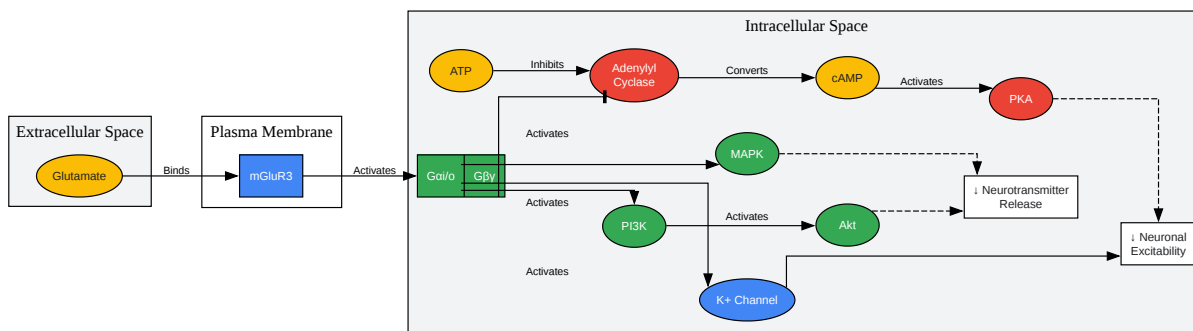 Intracellular Space
ATP
Inhibits
Adenylyl
Cyclase
Converts
cAMP
Activates
PKA
Extracellular Space
Glutamate
Binds
Plasma Membrane
mGluR3
Activates
Gαi/o
Gβγ
Activates
MAPK
Activates
PI3K
Activates
Akt
↓ Neurotransmitter
Release
↓ Neuronal
Excitability
Activates
K+ Channel